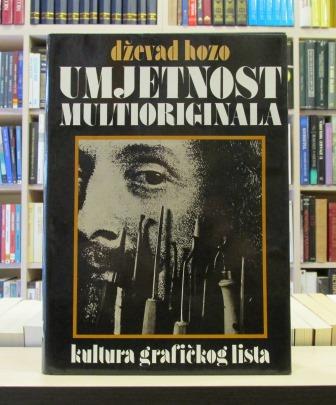 dževad hozo
UMJETNOST
MULTIORIGINALA
kultura grafičkog lista